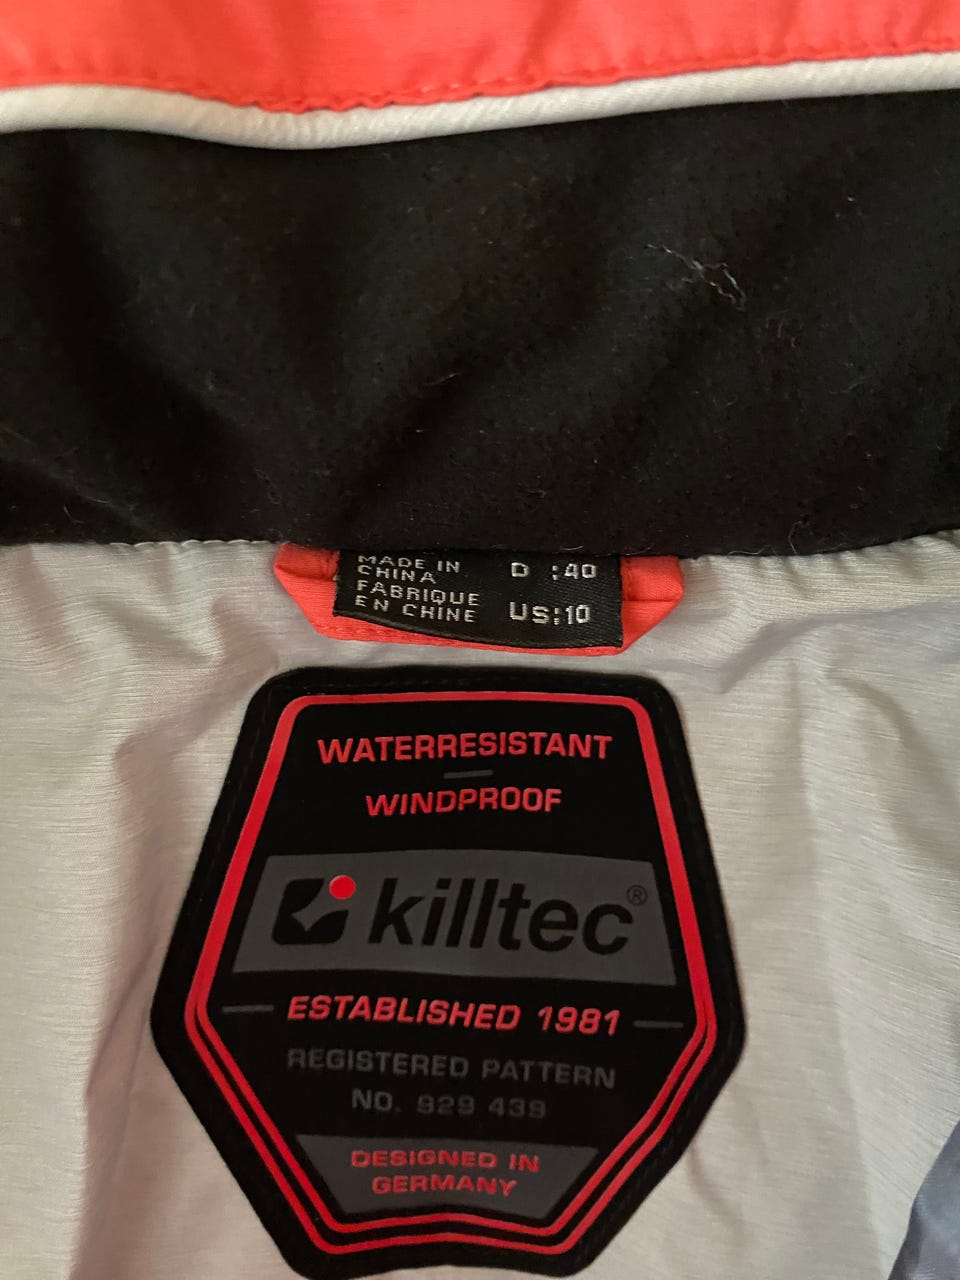 MADE IN
CHINA
FABRIQUE
EN CHINE
D :40
US:10
WATERRESISTANT
WINDPROOF
killtec®
ESTABLISHED 1981
REGISTERED PATTERN
NO. 929 439
DESIGNED IN
GERMANY